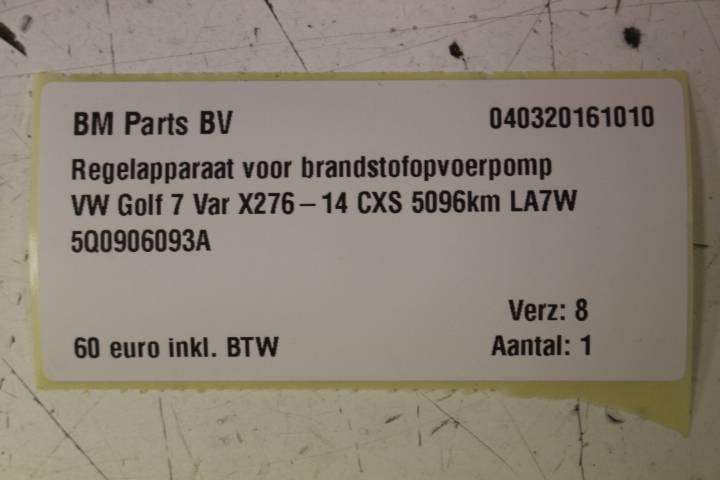 BM Parts BV 040320161010
Regelapparaat voor brandstofopvoerpomp
VW Golf 7 Var X276-14 CXS 5096km LA7W
5Q0906093A
Verz: 8
60 euro inkl. BTW Aantal: 1